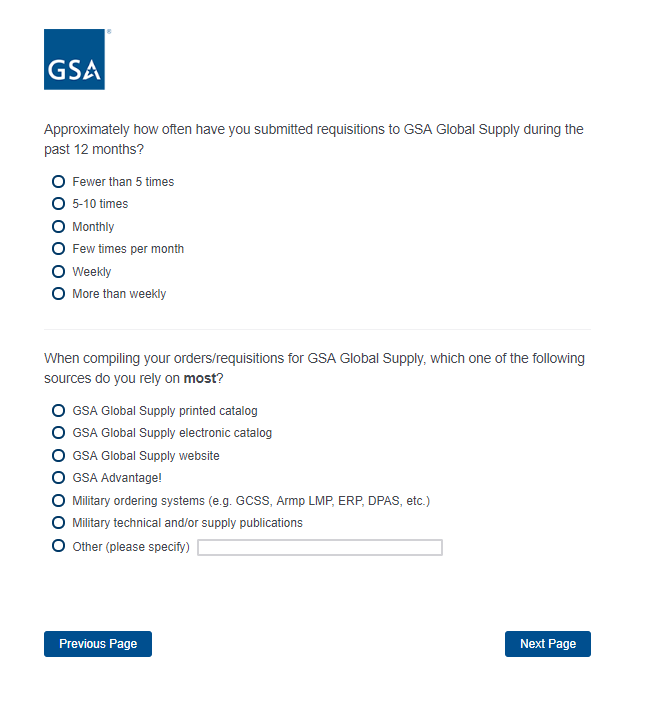 GSA
®
Approximately how often have you submitted requisitions to GSA Global Supply during the
past 12 months?
Fewer than 5 times
5-10 times
Monthly
Few times per month
Weekly
More than weekly
When compiling your orders/requisitions for GSA Global Supply, which one of the following
sources do you rely on most?
GSA Global Supply printed catalog
GSA Global Supply electronic catalog
GSA Global Supply website
GSA Advantage!
Military ordering systems (e.g. GCSS, Armp LMP, ERP, DPAS, etc.)
Military technical and/or supply publications
Other (please specify)
Previous Page
Next Page